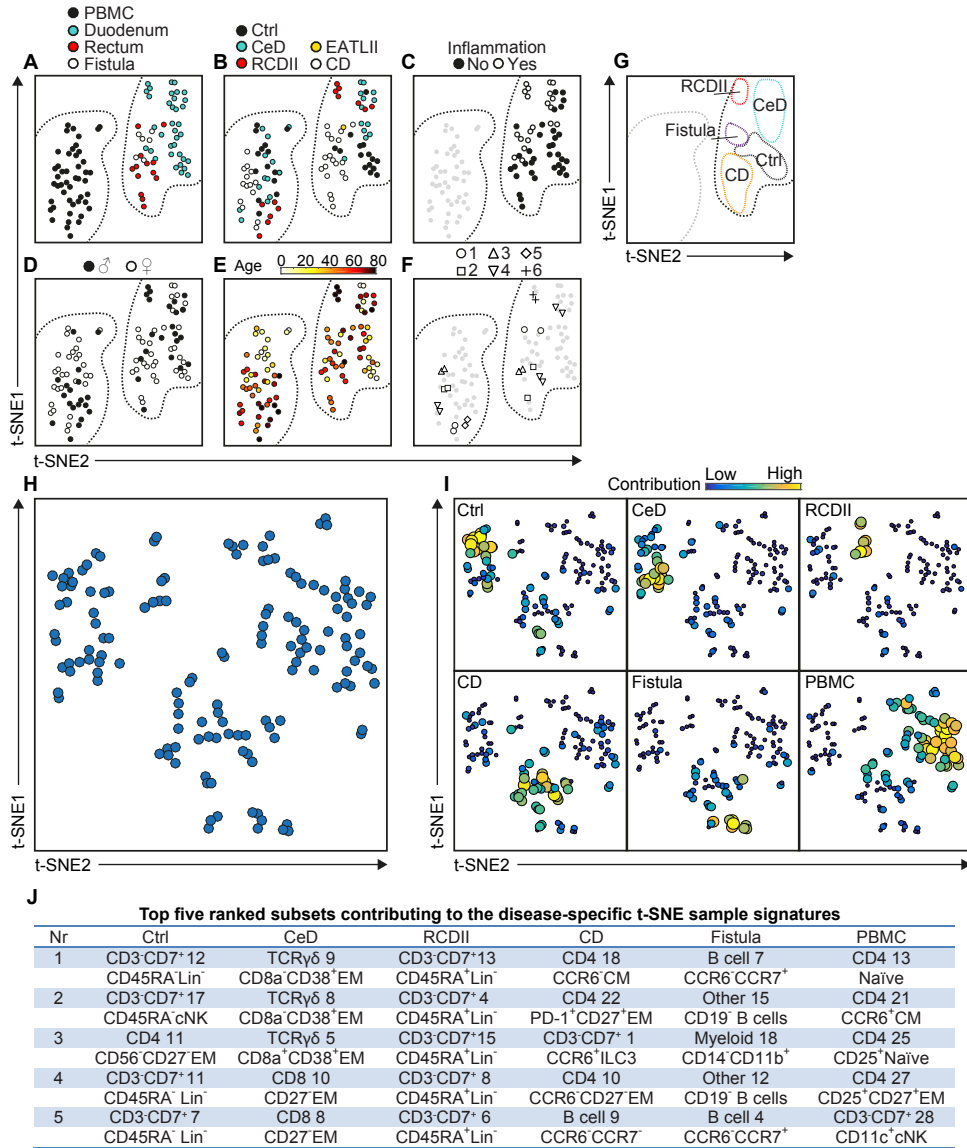 PBMC
Duodenum
Rectum
Fistula
Ctrl
CeD
RCDII
EATLII
CD
Inflammation
No Yes
A
B
C
G
RCDII
CeD
Fistula
Ctrl
CD
t-SNE1
t-SNE2
D
♂ ♀
E
Age 0 20 40 60 80
F
1 3 5
2 4 6
t-SNE1
t-SNE2
H
t-SNE1
t-SNE2
I
Contribution Low High
Ctrl
CeD
RCDII
CD
Fistula
PBMC
t-SNE1
t-SNE2
J
Top five ranked subsets contributing to the disease-specific t-SNE sample signatures
Nr Ctrl CeD RCDII CD Fistula PBMC
1 CD3⁻CD7⁺ 12 TCRγδ 9 CD3⁻CD7⁺13 CD4 18 B cell 7 CD4 13
CD45RA⁻Lin⁻ CD8a⁻CD38⁺EM CD45RA⁺Lin⁻ CCR6⁻CM CCR6⁻CCR7⁺ Naïve
2 CD3⁻CD7⁺ 17 TCRγδ 8 CD3⁻CD7⁺ 4 CD4 22 Other 15 CD4 21
CD45RA⁻cNK CD8a⁻CD38⁺EM CD45RA⁺Lin⁻ PD-1⁺CD27⁺EM CD19⁻ B cells CCR6⁺CM
3 CD4 11 TCRγδ 5 CD3⁻CD7⁺15 CD3⁻CD7⁺ 1 Myeloid 18 CD4 25
CD56⁻CD27⁻EM CD8a⁺CD38⁺EM CD45RA⁺Lin⁻ CCR6⁺ILC3 CD14⁻CD11b⁺ CD25⁺Naïve
4 CD3⁻CD7⁺ 11 CD8 10 CD3⁻CD7⁺ 8 CD4 10 Other 12 CD4 27
CD45RA⁻ Lin⁻ CD27⁻EM CD45RA⁺Lin⁻ CCR6⁻CD27⁻EM CD19⁻ B cells CD25⁺CD27⁺EM
5 CD3⁻CD7⁺ 7 CD8 8 CD3⁻CD7⁺ 6 B cell 9 B cell 4 CD3⁻CD7⁺ 28
CD45RA⁻ Lin⁻ CD27⁻EM CD45RA⁺Lin⁻ CCR6⁻CCR7⁻ CCR6⁻CCR7⁺ CD11c⁺cNK